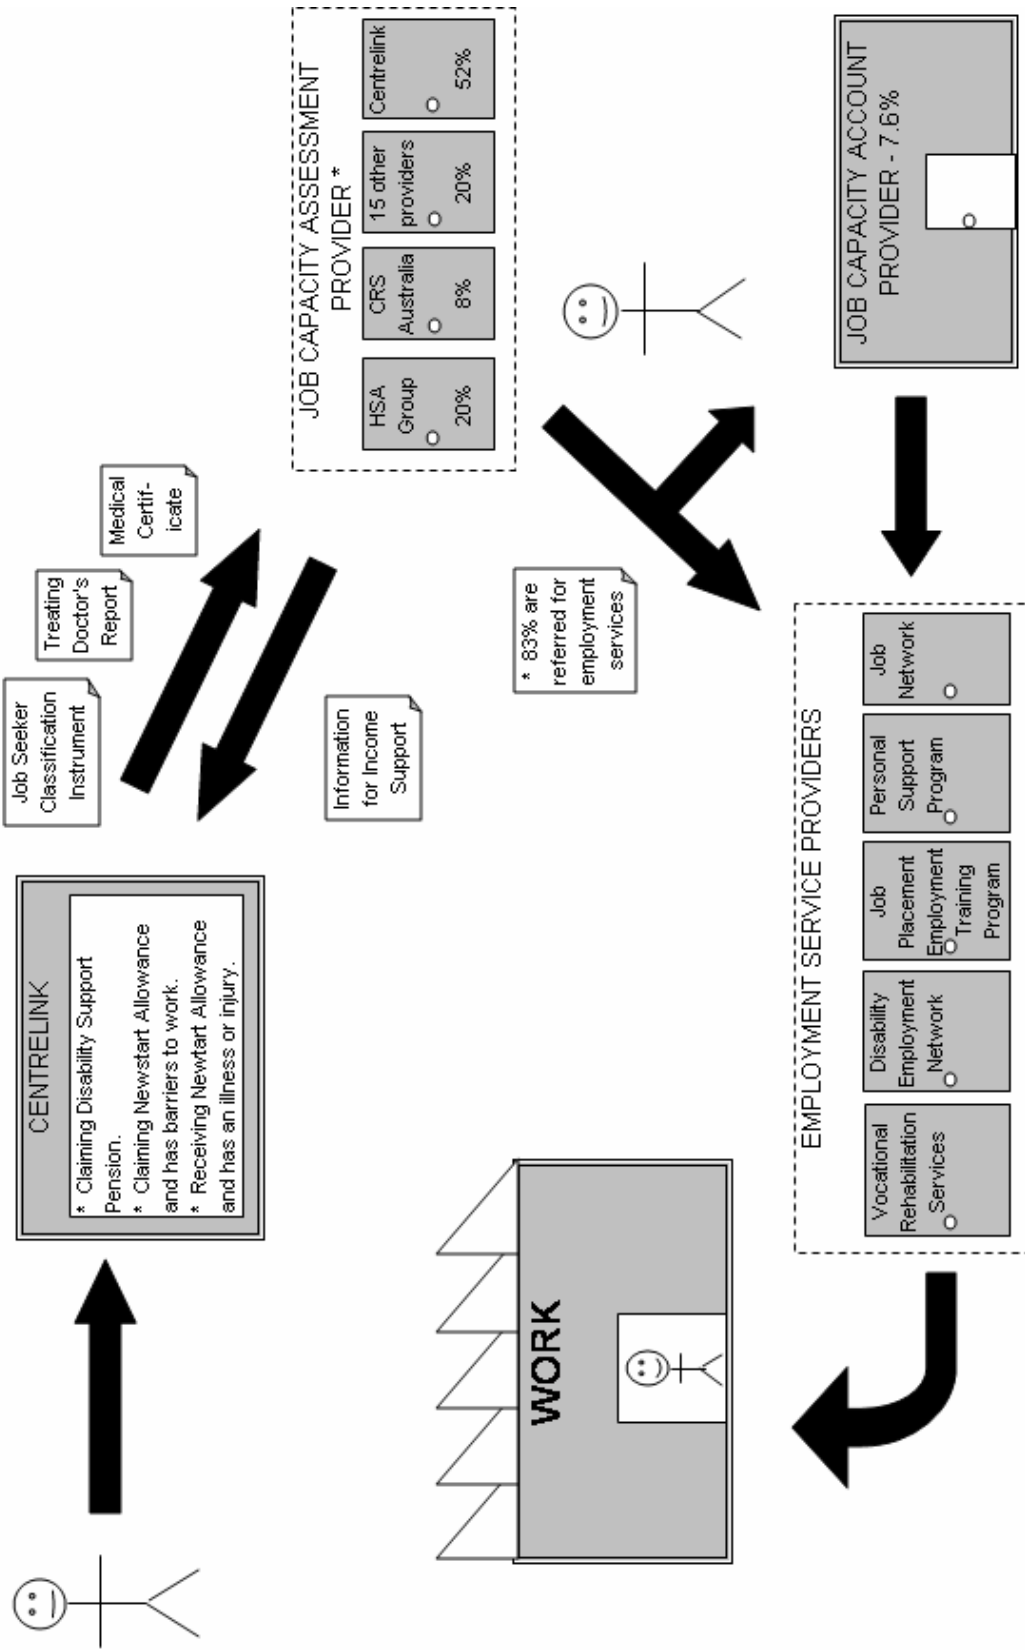 CENTRELINK
* Claiming Disability Support
Pension.
* Claiming Newstart Allowance
and has barriers to work.
* Receiving Newtart Allowance
and has an illness or injury.
Job Seeker
Classification
Instrument
Treating
Doctor's
Report
Medical
Certif-
icate
Information
for Income
Support
JOB CAPACITY ASSESSMENT
PROVIDER *
HSA
Group
20%
CRS
Australia
8%
15 other
providers
20%
Centrelink
52%
* 83% are
referred for
employment
services
JOB CAPACITY ACCOUNT
PROVIDER - 7.6%
EMPLOYMENT SERVICE PROVIDERS
Vocational
Rehabilitation
Services
Disability
Employment
Network
Job
Placement
Employment
Training
Program
Personal
Support
Program
Job
Network
WORK